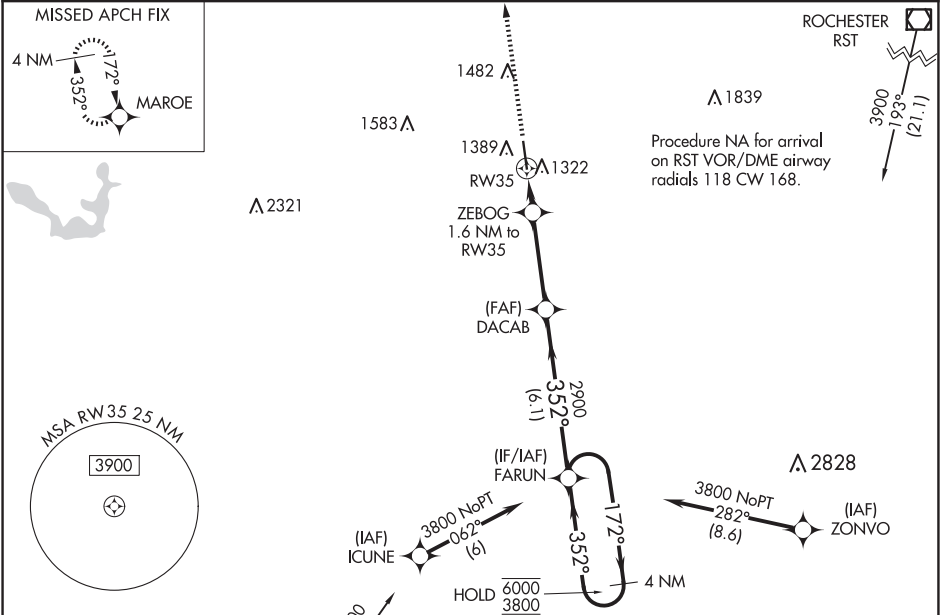 MISSED APCH FIX
4 NM
172°
352°
MAROE
1482
1583
1389
1322
RW35
1839
2321
ROCHESTER
RST
3900
193°
(21.1)
Procedure NA for arrival
on RST VOR/DME airway
radials 118 CW 168.
ZEBOG
1.6 NM to
RW35
(FAF)
DACAB
2900
352°
(6.1)
MSA RW35 25 NM
3900
(IF/IAF)
FARUN
2828
3800 NoPT
282°
(8.6)
(IAF)
ZONVO
3800 NoPT
062°
(6)
(IAF)
ICUNE
172°
352°
4 NM
HOLD
6000
3800